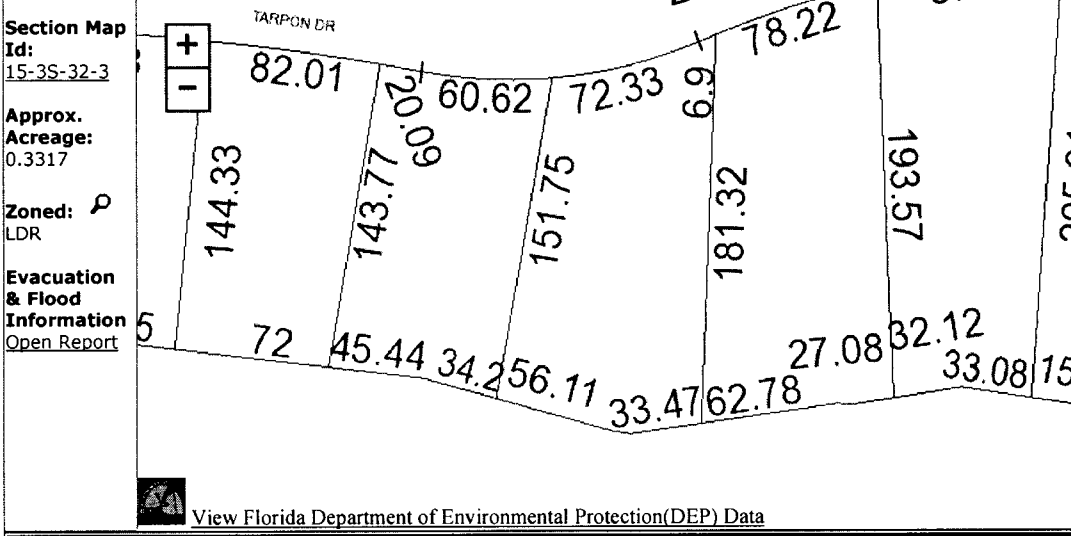 Section Map
Id:
15-3S-32-3
Approx.
Acreage:
0.3317
Zoned:
LDR
Evacuation
& Flood
Information
Open Report
+
-
TARPON DR
82.01
20.09
60.62
72.33
6.9
78.22
144.33
143.77
151.75
181.32
193.57
5
72
45.44
34.2
56.11
33.47
62.78
27.08
32.12
33.08
15
View Florida Department of Environmental Protection(DEP) Data